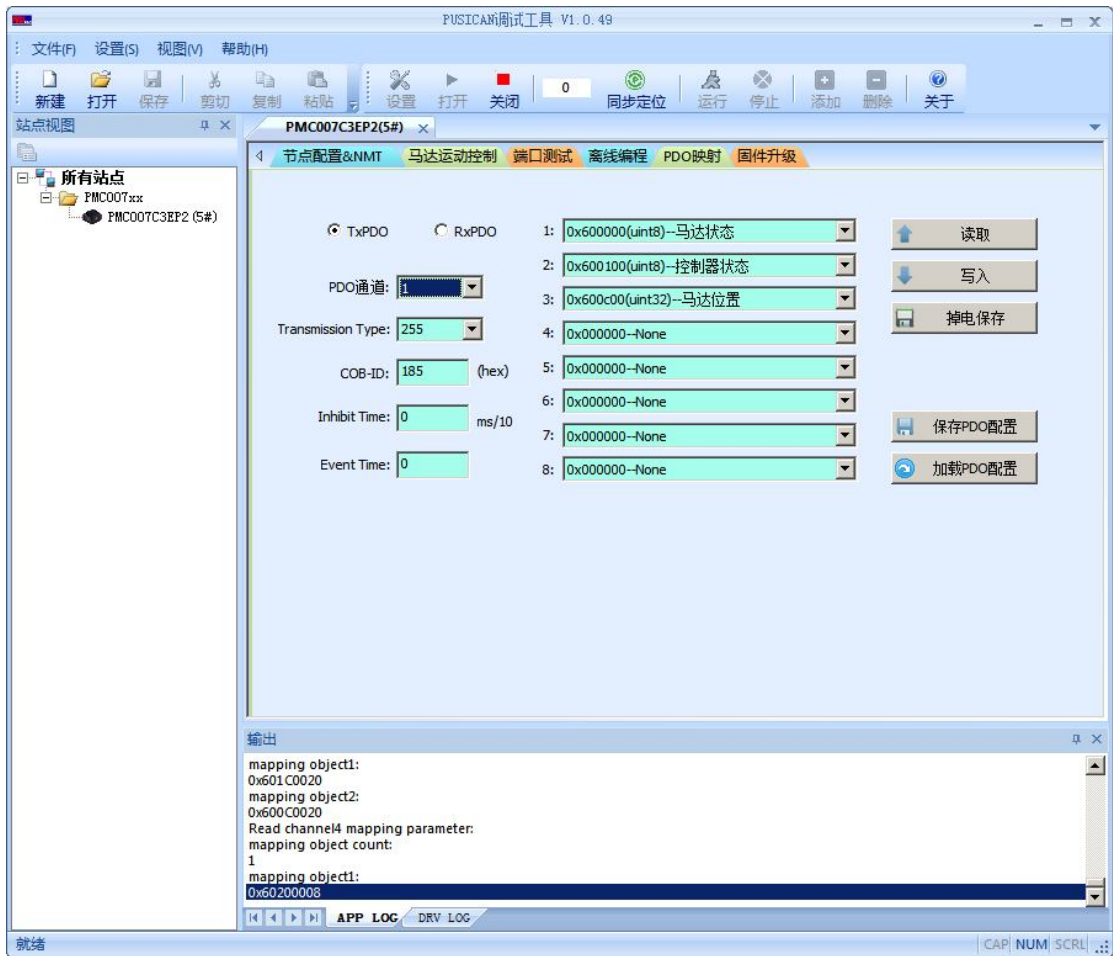 PUSICAN调试工具 V1.0.49
文件(F) 设置(S) 视图(V) 帮助(H)
新建 打开 保存 剪切 复制 粘贴 设置 打开 关闭 0 同步定位 运行 停止 添加 删除 关于
站点视图
PMC007C3EP2(5#)
节点配置&NMT 马达运动控制 端口测试 离线编程 PDO映射 固件升级
所有站点
PMC007xx
PMC007C3EP2 (5#)
TxPDO RxPDO
PDO通道: 1
Transmission Type: 255
COB-ID: 185 (hex)
Inhibit Time: 0 ms/10
Event Time: 0
1: 0x600000(uint8)--马达状态
2: 0x600100(uint8)--控制器状态
3: 0x600c00(uint32)--马达位置
4: 0x000000--None
5: 0x000000--None
6: 0x000000--None
7: 0x000000--None
8: 0x000000--None
读取
写入
掉电保存
保存PDO配置
加载PDO配置
输出
mapping object1:
0x601C0020
mapping object2:
0x600C0020
Read channel4 mapping parameter:
mapping object count:
1
mapping object1:
0x60200008
APP LOG DRV LOG
就绪
CAP NUM SCRL